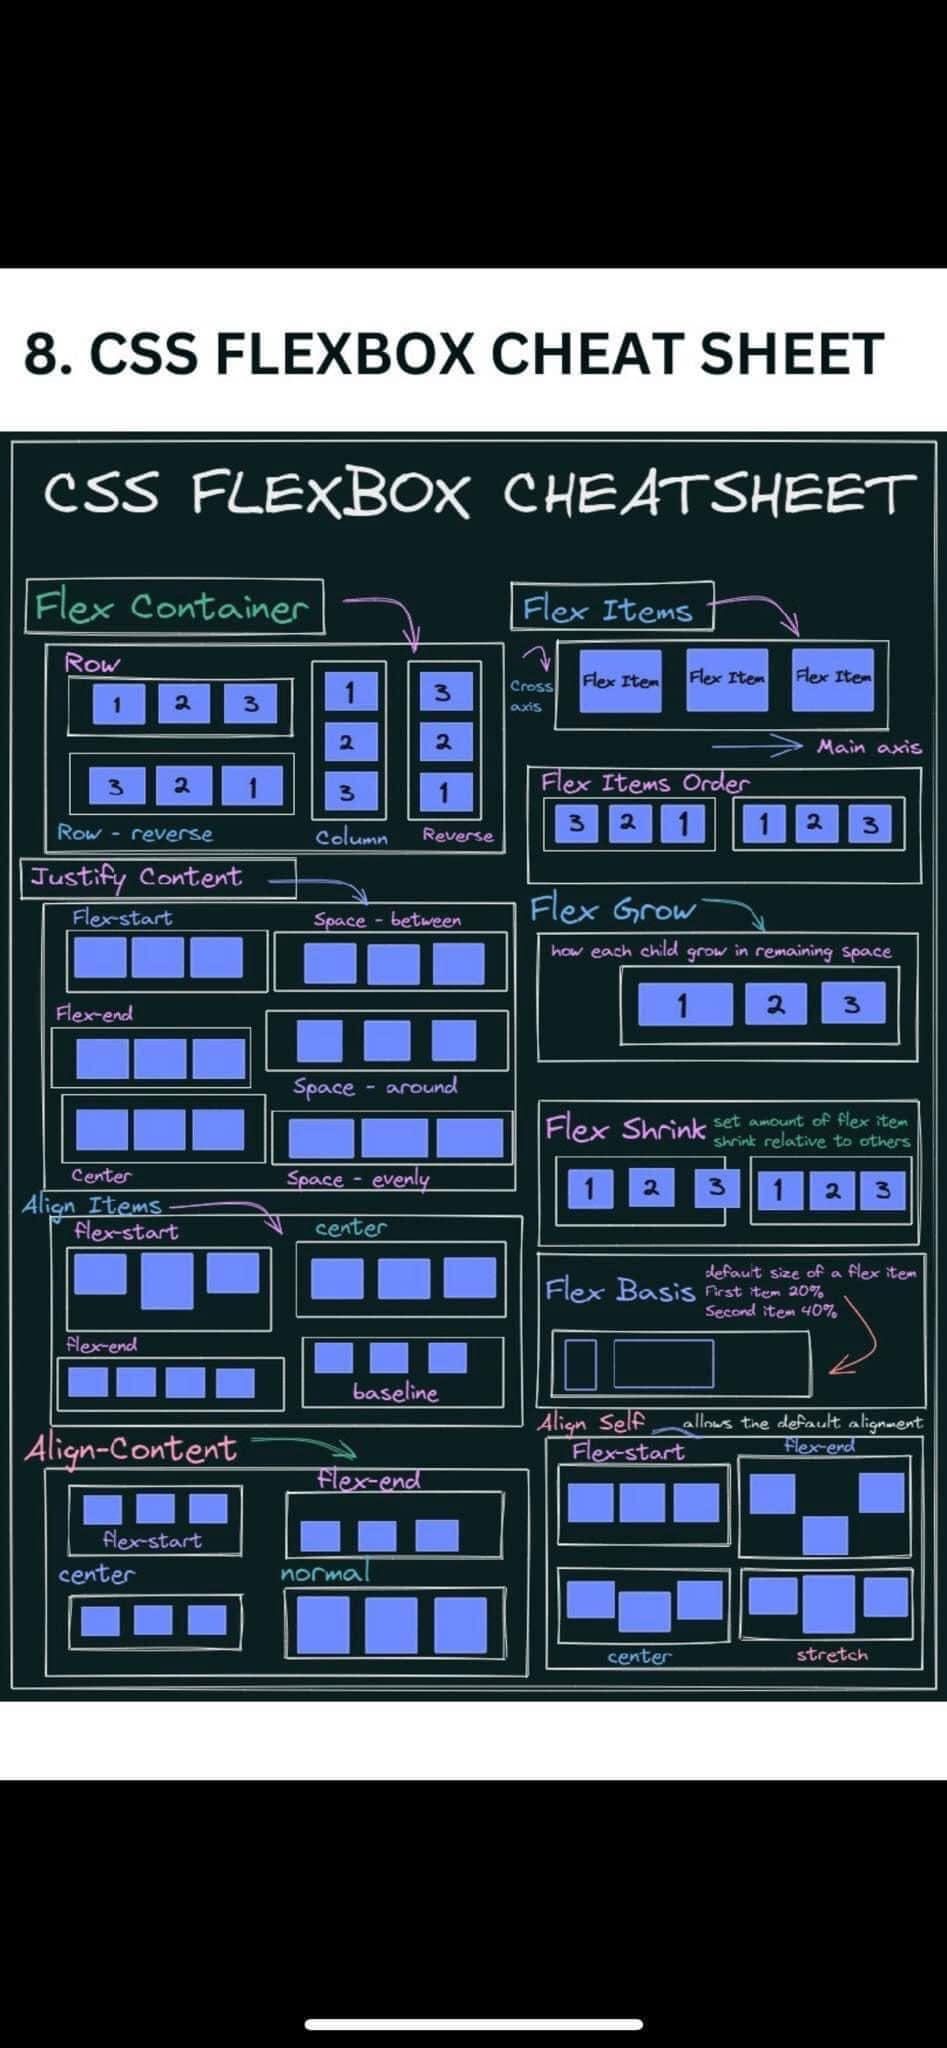 8. CSS FLEXBOX CHEAT SHEET
CSS FLEXBOX CHEATSHEET
Flex Container
Row
1 2 3
3 2 1
Row - reverse
1
2
3
Column
3
2
1
Reverse
Justify Content
Flex-start
Space - between
Flex-end
Space - around
Center
Space - evenly
Align Items
flex-start
center
flex-end
baseline
Align-Content
flex-end
flex-start
center
normal
Flex Items
Cross
axis
Flex Item Flex Item Flex Item
Main axis
Flex Items Order
3 2 1 1 2 3
Flex Grow
how each child grow in remaining space
1 2 3
Flex Shrink
set amount of flex item
shrink relative to others
1 2 3 1 2 3
Flex Basis
default size of a flex item
First item 20%
Second item 40%
Align Self
allows the default alignment
Flex-start
flex-end
center
stretch